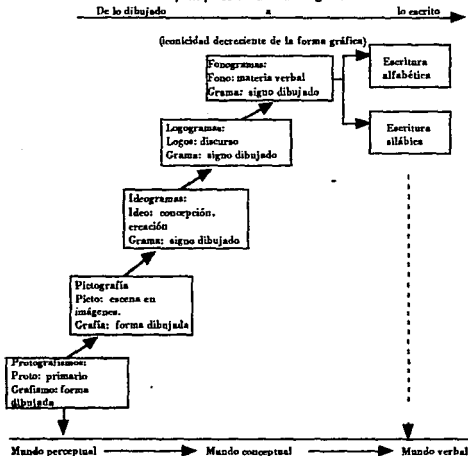 De lo dibujado a lo escrito
(iconicidad decreciente de la forma gráfica)
Fonogramas:
Fono: materia verbal
Grama: signo dibujado
Escritura
alfabética
Escritura
silábica
Logogramas:
Logos: discurso
Grama: signo dibujado
Ideogramas:
Ideo: concepción,
creación
Grama: signo dibujado
Pictografía
Picto: escena en
imágenes.
Grafía: forma dibujada
Protografismos:
Proto: primario
Grafismo: forma
dibujada
Mundo perceptual Mundo conceptual Mundo verbal